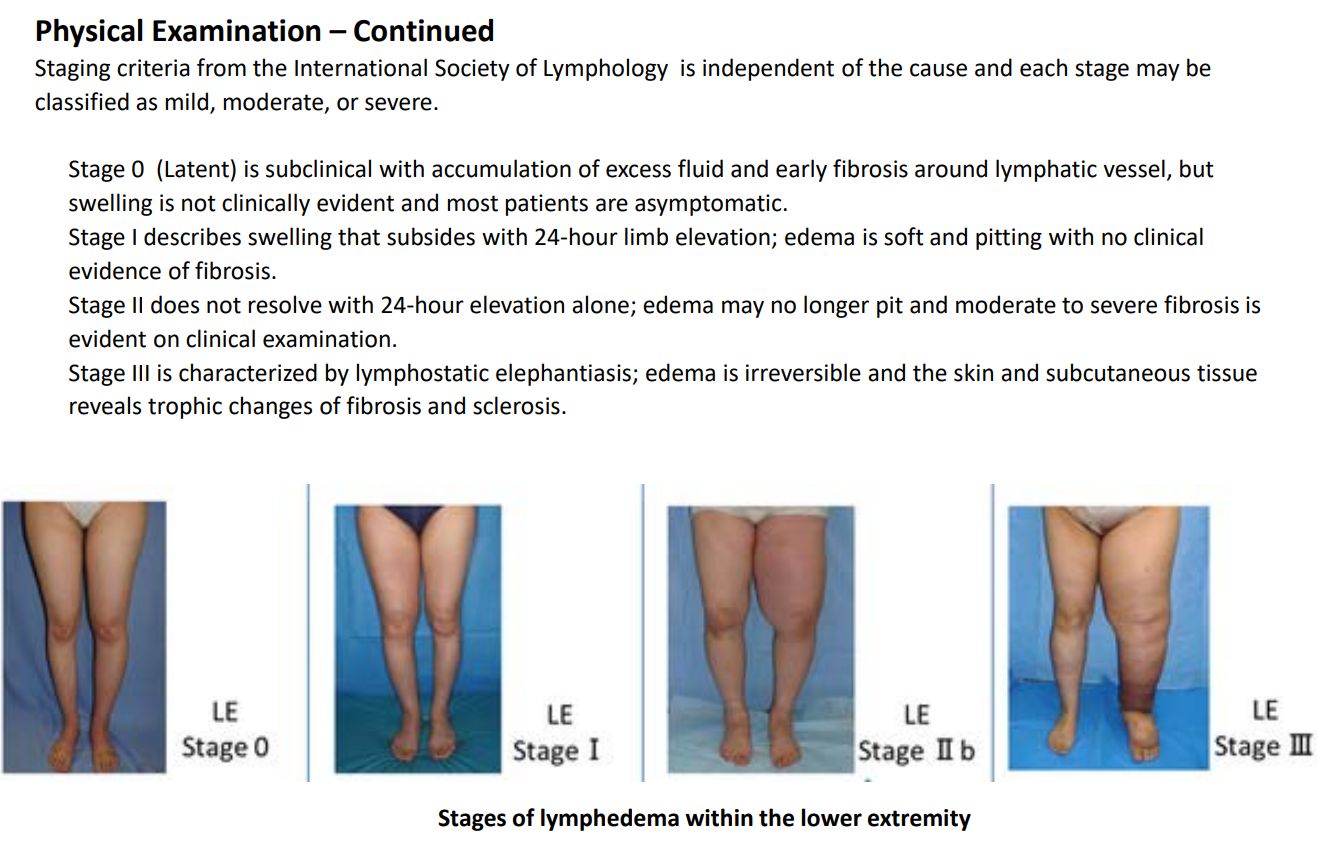 Physical Examination – Continued
Staging criteria from the International Society of Lymphology  is independent of the cause and each stage may be
classified as mild, moderate, or severe.
Stage 0  (Latent) is subclinical with accumulation of excess fluid and early fibrosis around lymphatic vessel, but
swelling is not clinically evident and most patients are asymptomatic.
Stage I describes swelling that subsides with 24-hour limb elevation; edema is soft and pitting with no clinical
evidence of fibrosis.
Stage II does not resolve with 24-hour elevation alone; edema may no longer pit and moderate to severe fibrosis is
evident on clinical examination.
Stage III is characterized by lymphostatic elephantiasis; edema is irreversible and the skin and subcutaneous tissue
reveals trophic changes of fibrosis and sclerosis.
LE
Stage 0
LE
Stage I
LE
Stage II b
LE
Stage III
Stages of lymphedema within the lower extremity